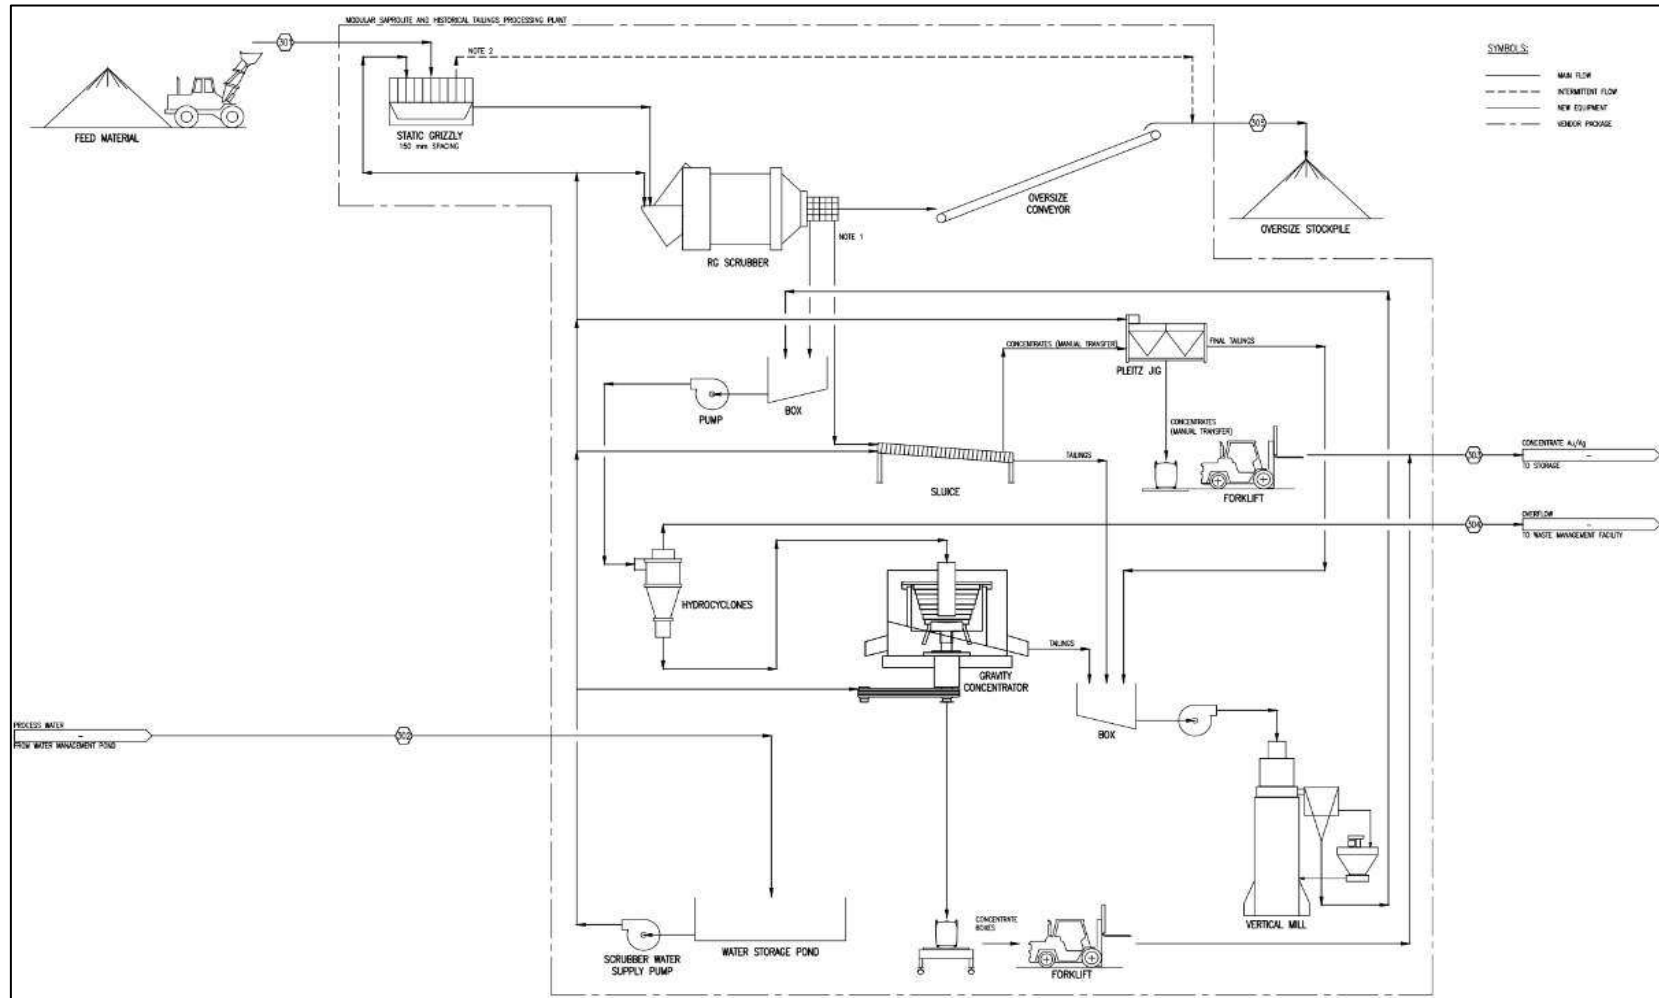 MODULAR SAPROLITE AND HISTORICAL TAILINGS PROCESSING PLANT
301
NOTE 2
SYMBOLS:
MAIN FLOW
INTERMITTENT FLOW
NEW EQUIPMENT
VENDOR PACKAGE
FEED MATERIAL
STATIC GRIZZLY
150 mm SPACING
305
OVERSIZE
CONVEYOR
OVERSIZE STOCKPILE
NOTE 1
RG SCRUBBER
CONCENTRATES (MANUAL TRANSFER)
FINAL TAILINGS
PLEITZ JIG
BOX
PUMP
CONCENTRATES
(MANUAL TRANSFER)
TAILINGS
SLUICE
FORKLIFT
303
CONCENTRATE Au/Ag
-
TO STORAGE
304
OVERFLOW
-
TO WASTE MANAGEMENT FACILITY
HYDROCYCLONES
TAILINGS
GRAVITY
CONCENTRATOR
PROCESS WATER
-
FROM WATER MANAGEMENT POND
302
BOX
VERTICAL MILL
CONCENTRATE
BOXES
WATER STORAGE POND
SCRUBBER WATER
SUPPLY PUMP
FORKLIFT